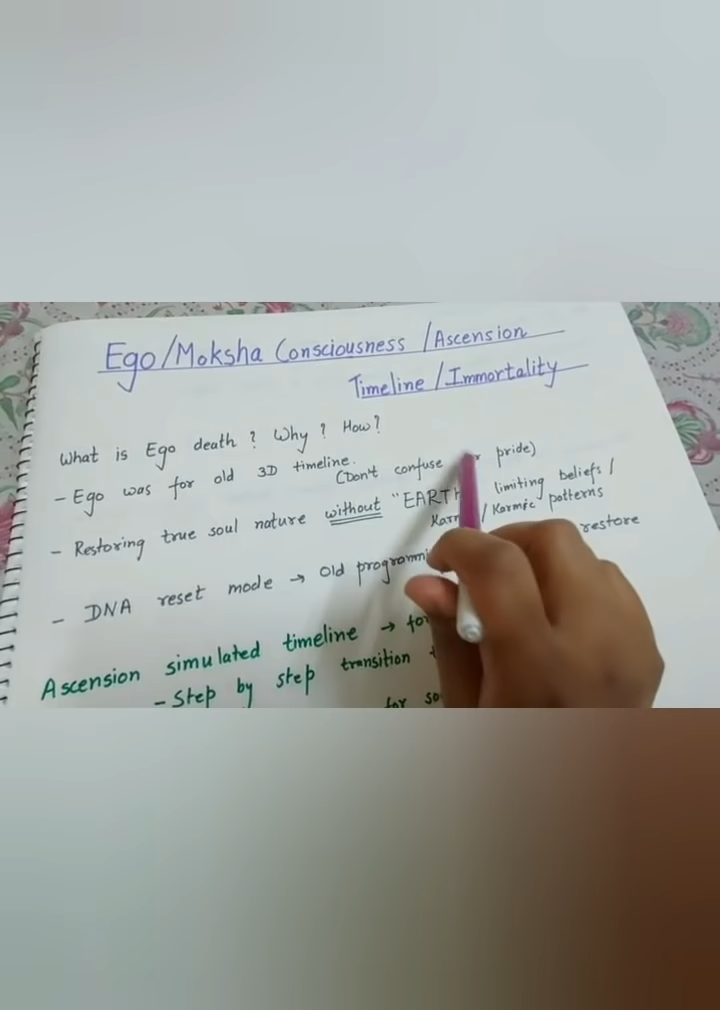 Ego/Moksha Consciousness /Ascension
Timeline /Immortality
What is Ego death? Why? How?
- Ego was for old 3D timeline.
(Don't confuse pride)
- Restoring true soul nature without "EARTH limiting beliefs/
/Karmic patterns
- DNA reset mode → old restore
Ascension simulated timeline →
- Step by step transition
for